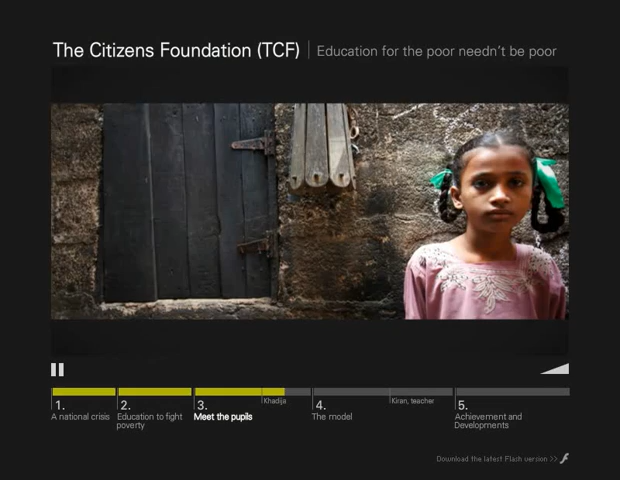 The Citizens Foundation (TCF) | Education for the poor needn't be poor
1. A national crisis
2. Education to fight poverty
3. Meet the pupils
Khadija
4. The model
Kiran, teacher
5. Achievement and Developments
Download the latest Flash version >>